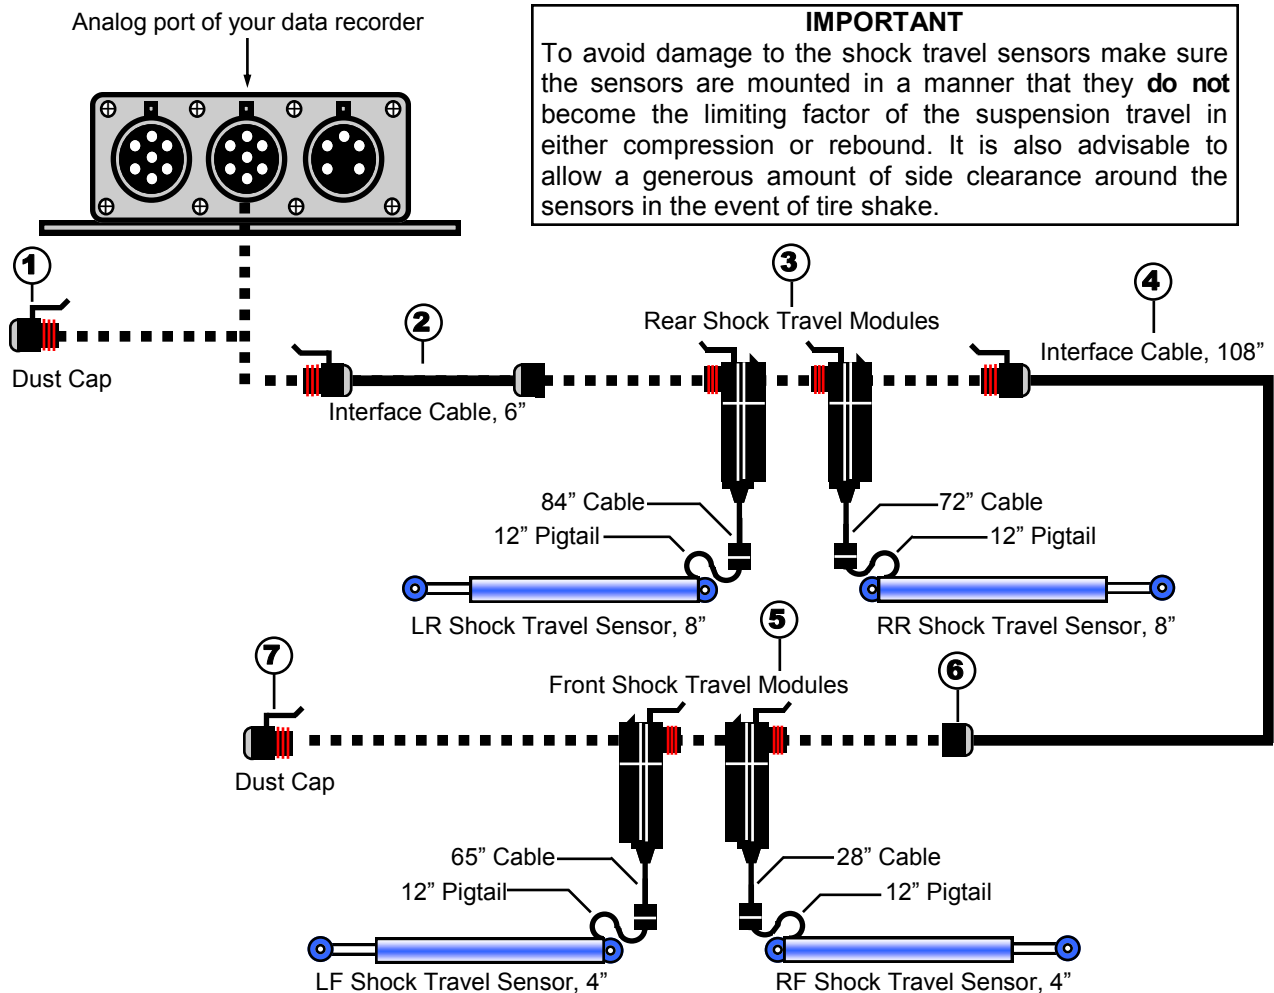 Analog port of your data recorder
IMPORTANT
To avoid damage to the shock travel sensors make sure
the sensors are mounted in a manner that they do not
become the limiting factor of the suspension travel in
either compression or rebound. It is also advisable to
allow a generous amount of side clearance around the
sensors in the event of tire shake.
1
Dust Cap
2
Interface Cable, 6”
3
Rear Shock Travel Modules
4
Interface Cable, 108”
84” Cable
12” Pigtail
72” Cable
12” Pigtail
LR Shock Travel Sensor, 8”
RR Shock Travel Sensor, 8”
5
Front Shock Travel Modules
6
7
Dust Cap
65” Cable
12” Pigtail
28” Cable
12” Pigtail
LF Shock Travel Sensor, 4”
RF Shock Travel Sensor, 4”